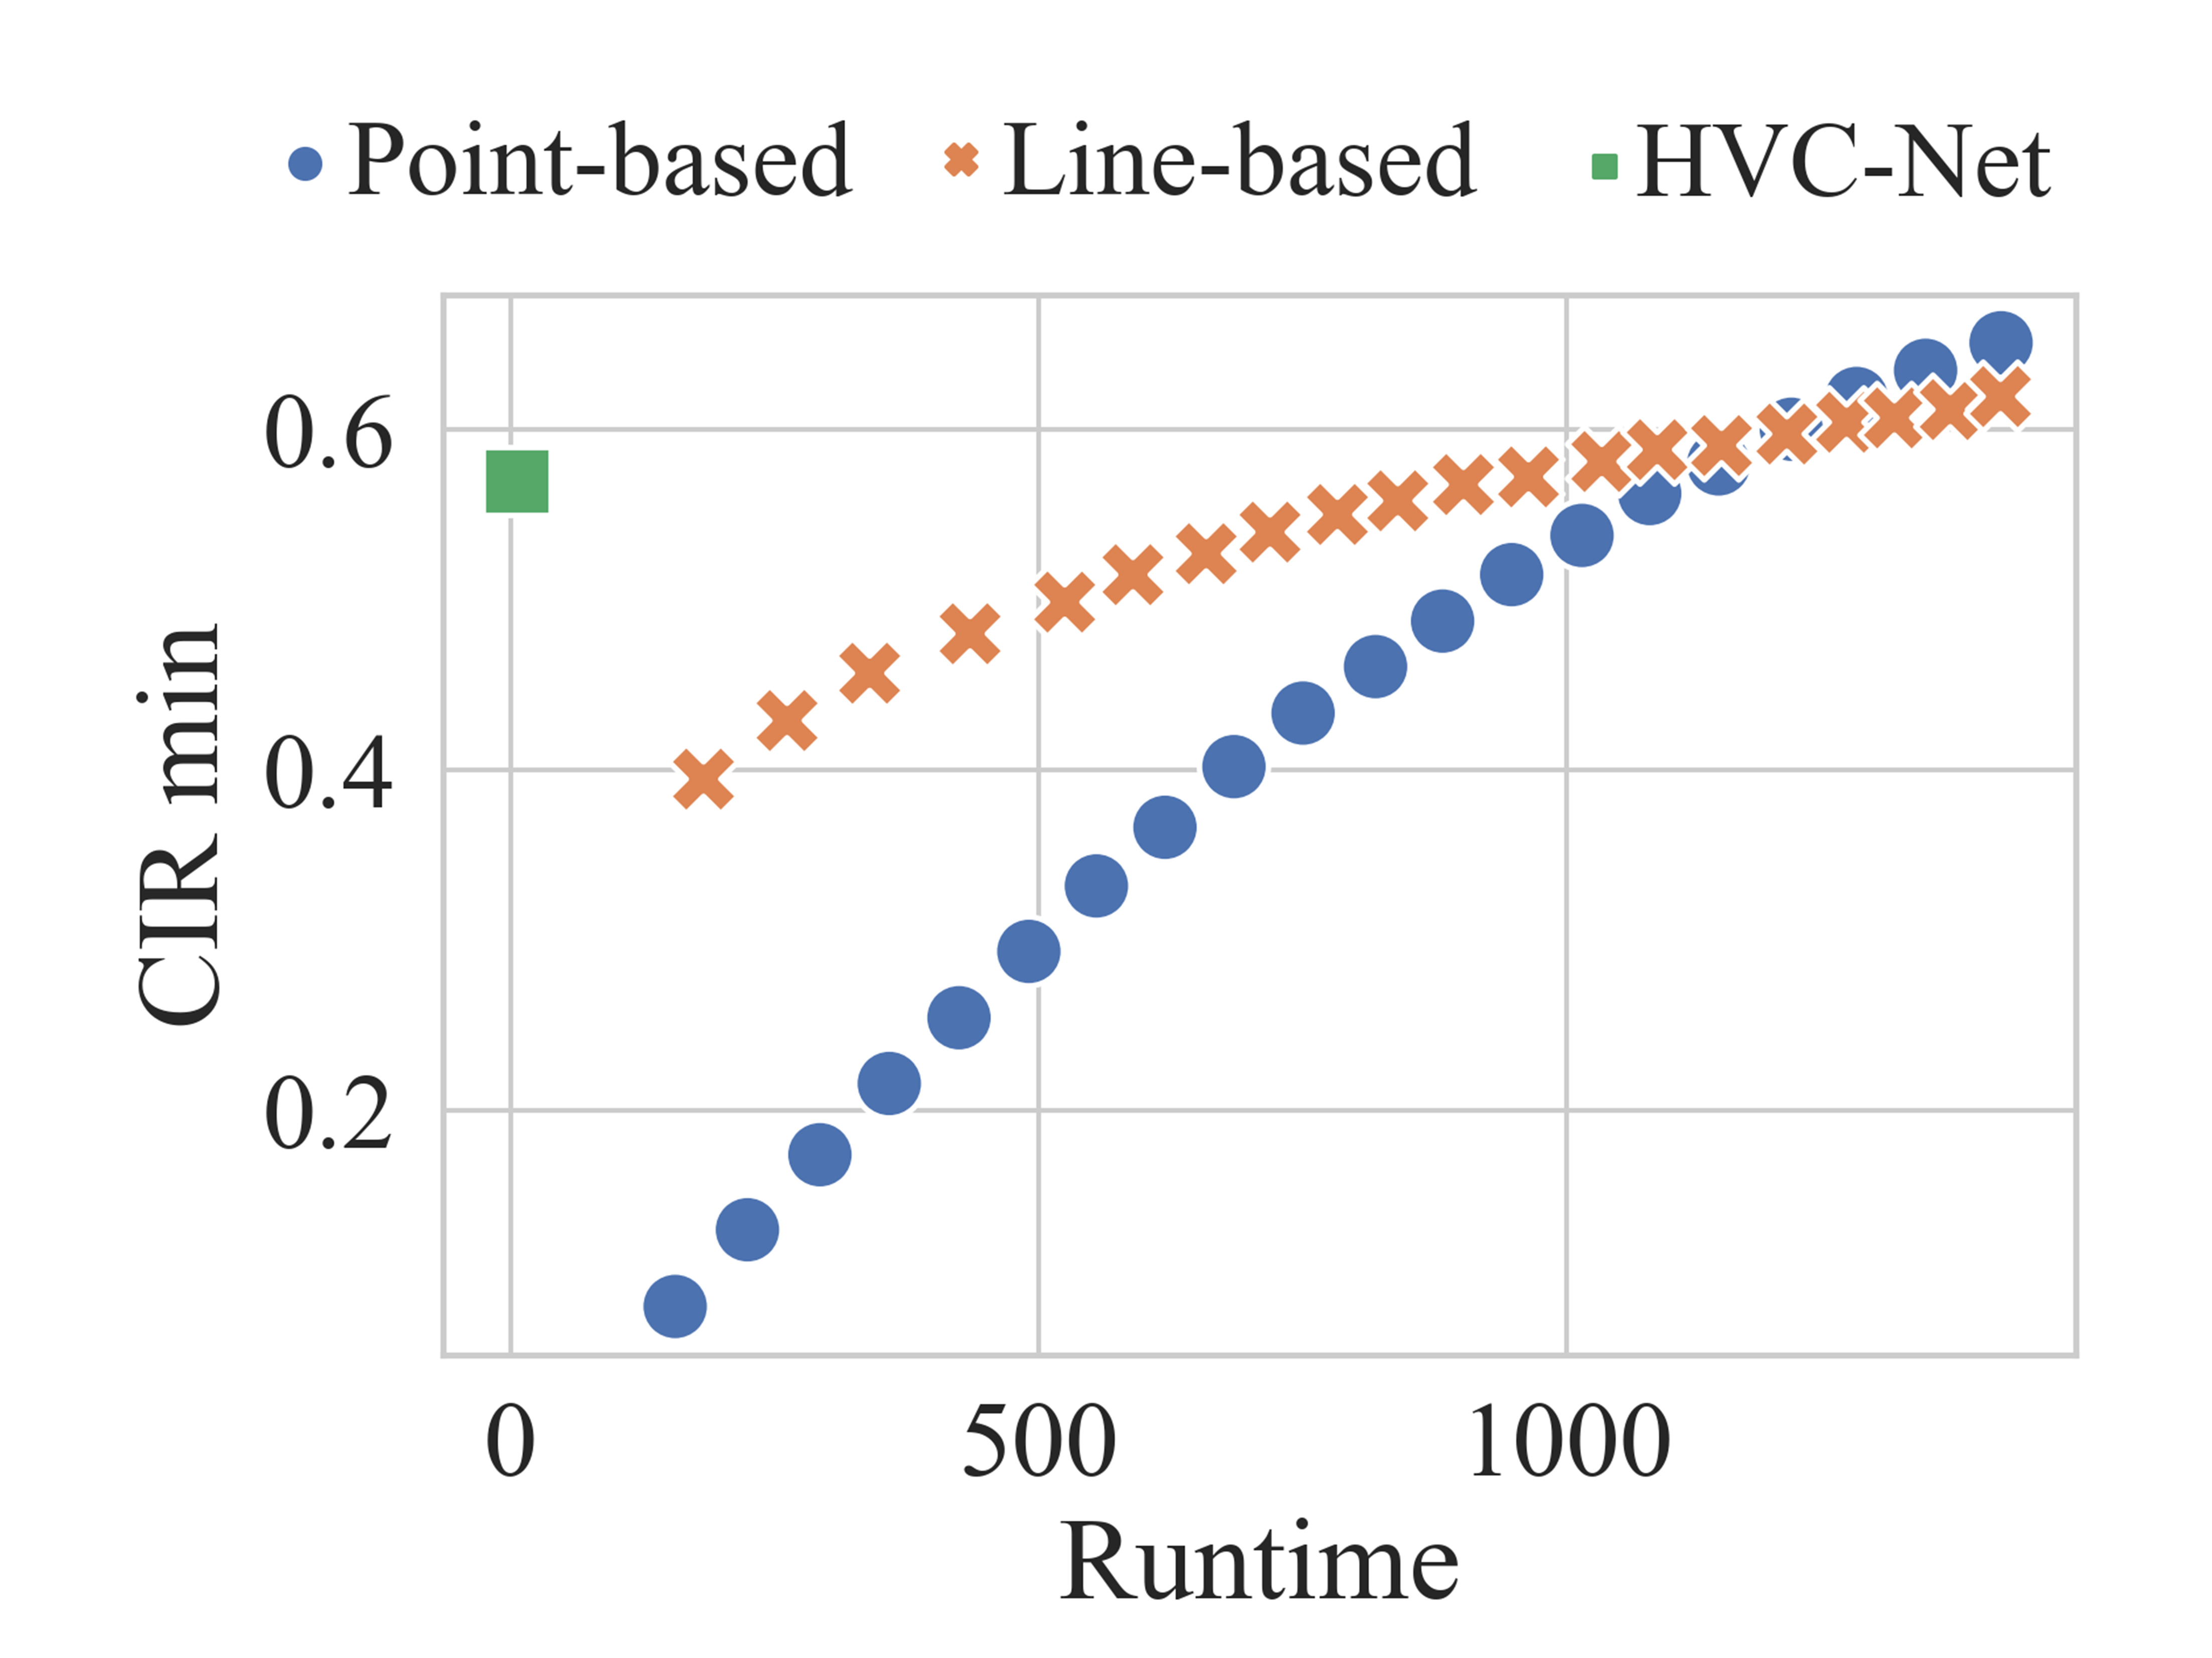 Point-based Line-based HVC-Net
0.6
0.4
0.2
CIR min
0 500 1000
Runtime